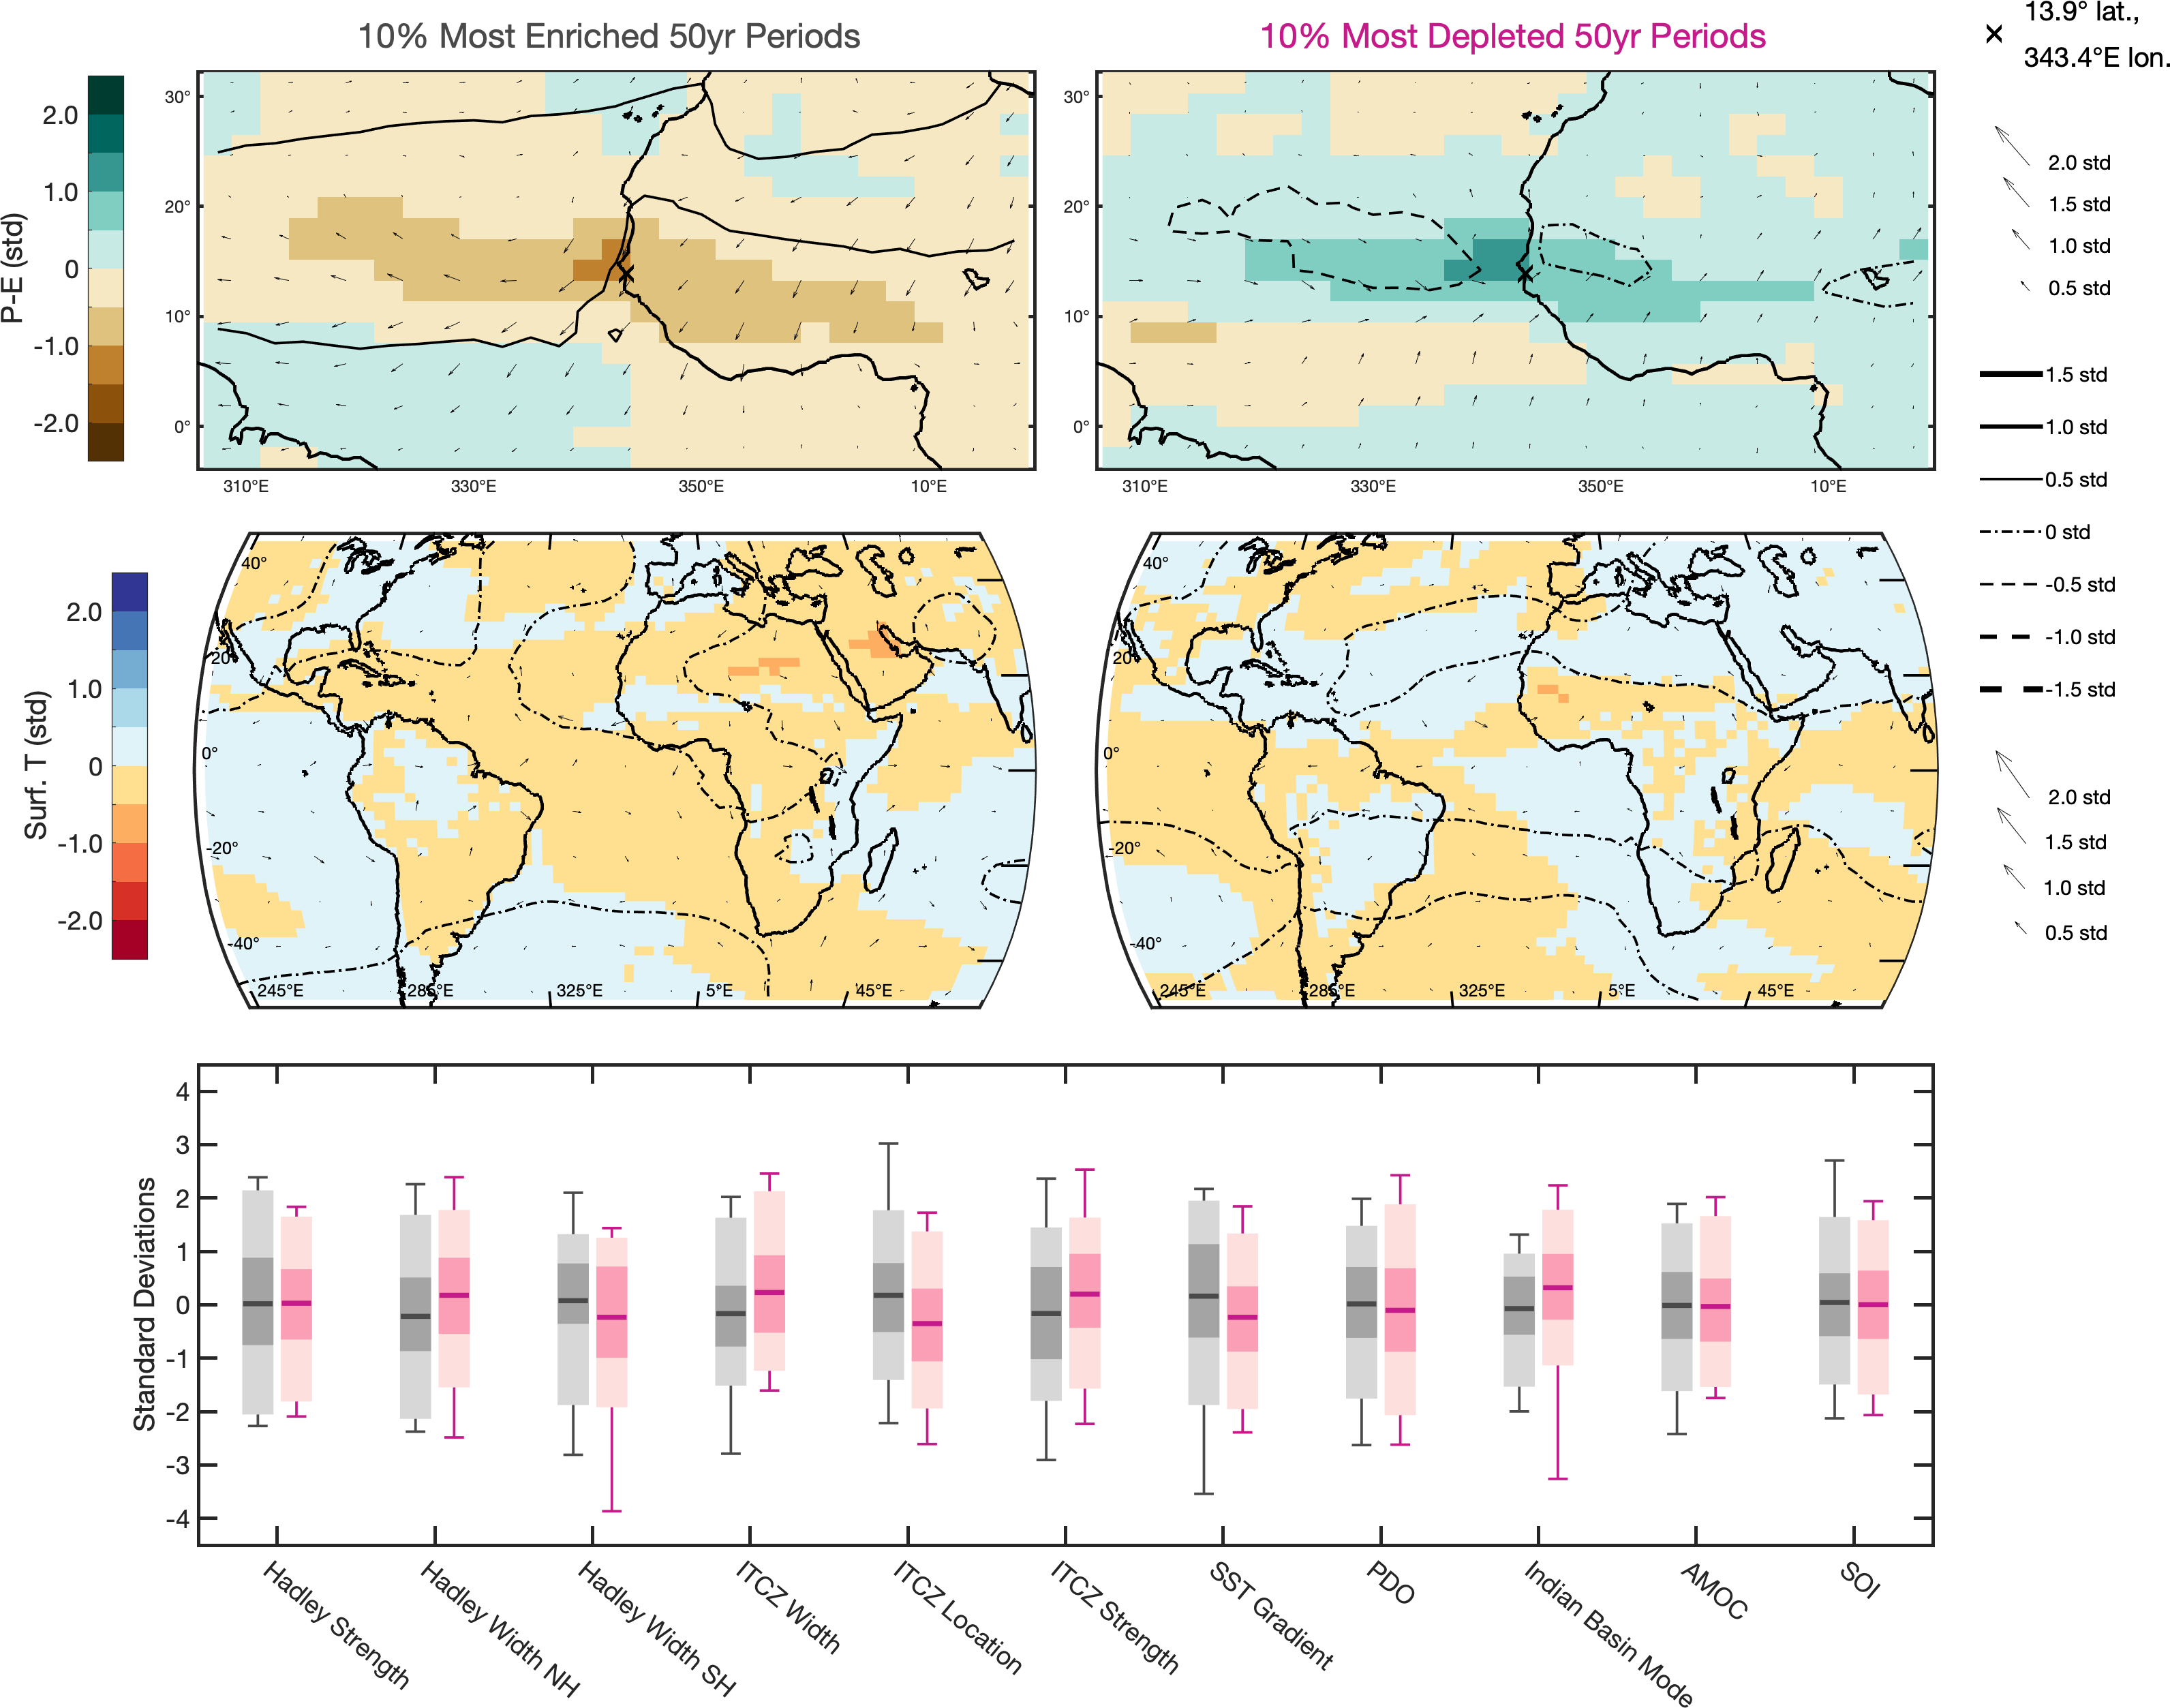 10% Most Enriched 50yr Periods
10% Most Depleted 50yr Periods
13.9° lat.,
343.4°E lon.
P-E (std)
2.0
1.0
0
-1.0
-2.0
30°
20°
10°
0°
310°E
330°E
350°E
10°E
30°
20°
10°
0°
310°E
330°E
350°E
10°E
2.0 std
1.5 std
1.0 std
0.5 std
1.5 std
1.0 std
0.5 std
0 std
-0.5 std
-1.0 std
-1.5 std
Surf. T (std)
2.0
1.0
0
-1.0
-2.0
40°
20°
0°
-20°
-40°
245°E
285°E
325°E
5°E
45°E
40°
20°
0°
-20°
-40°
245°E
285°E
325°E
5°E
45°E
2.0 std
1.5 std
1.0 std
0.5 std
Standard Deviations
4
3
2
1
0
-1
-2
-3
-4
Hadley Strength
Hadley Width NH
Hadley Width SH
ITCZ Width
ITCZ Location
ITCZ Strength
SST Gradient
PDO
Indian Basin Mode
AMOC
SOI